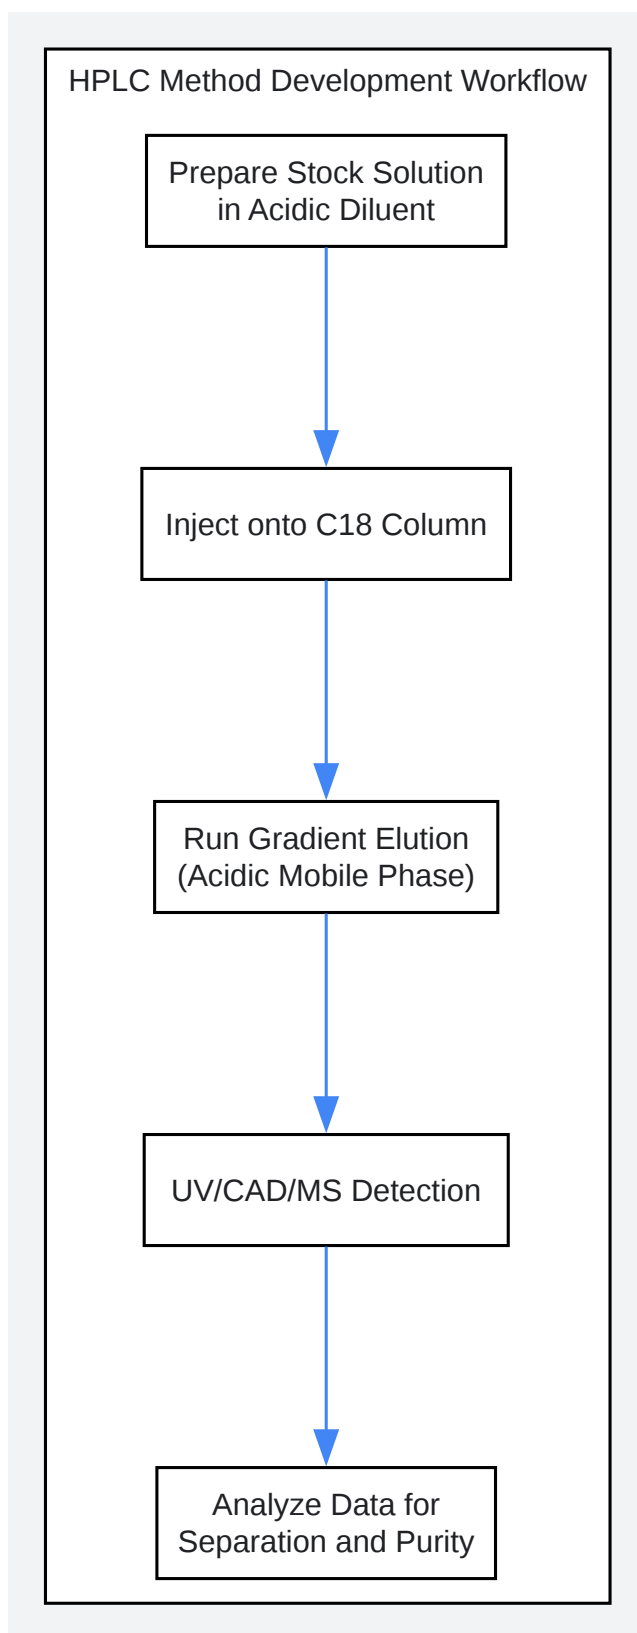 HPLC Method Development Workflow
Prepare Stock Solution
in Acidic Diluent
Inject onto C18 Column
Run Gradient Elution
(Acidic Mobile Phase)
UV/CAD/MS Detection
Analyze Data for
Separation and Purity